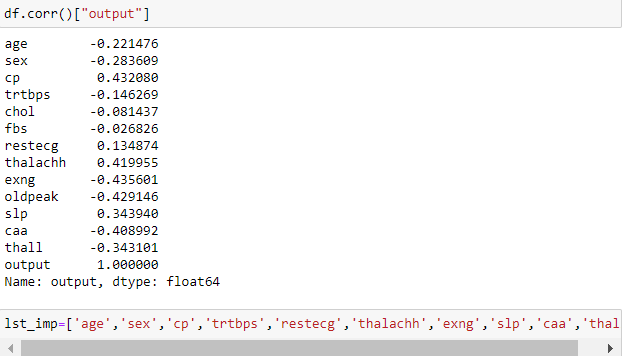 df.corr()["output"]
age -0.221476
sex -0.283609
cp 0.432080
trtbps -0.146269
chol -0.081437
fbs -0.026826
restecg 0.134874
thalachh 0.419955
exng -0.435601
oldpeak -0.429146
slp 0.343940
caa -0.408992
thall -0.343101
output 1.000000
Name: output, dtype: float64
lst_imp=['age','sex','cp','trtbps','restecg','thalachh','exng','slp','caa','thal